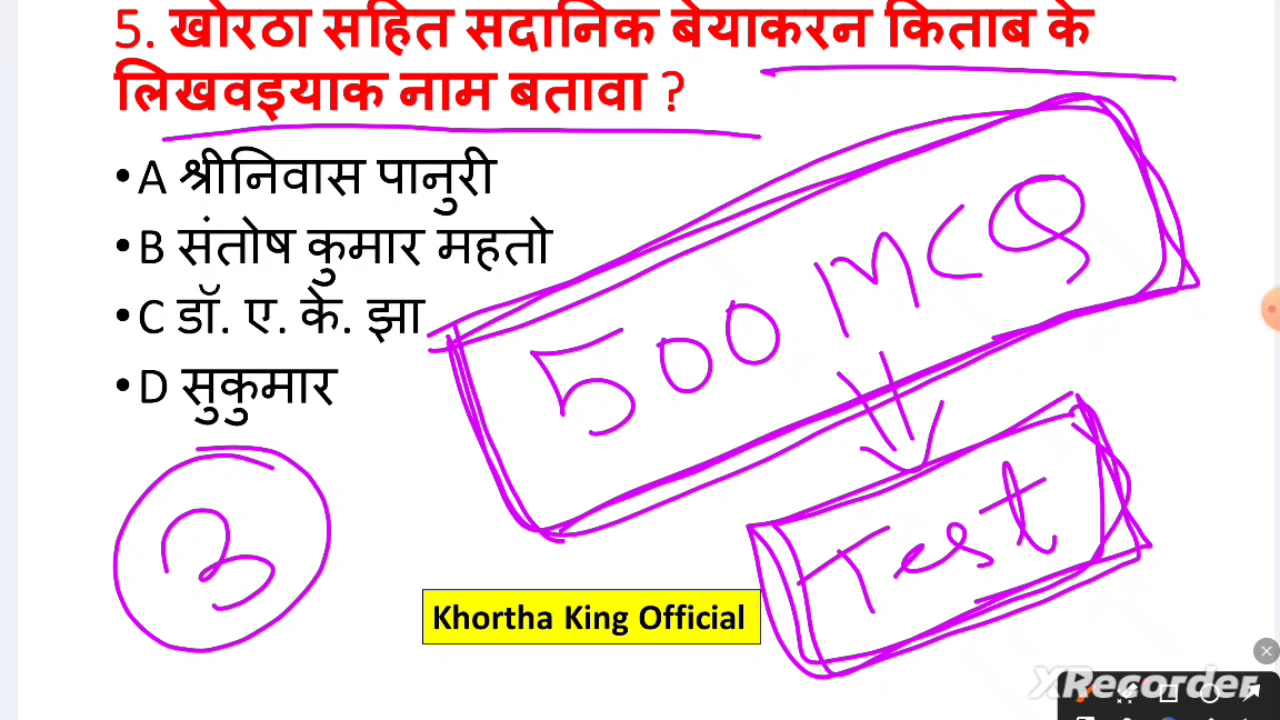 5. खोरठा सहित सदानिक बेयाकरन किताब के
लिखवइयाक नाम बतावा ?
•A श्रीनिवास पानुरी
•B संतोष कुमार महतो
•C डॉ. ए. के. झा
•D सुकुमार
500 MCQ
Test
3
Khortha King Official
XRecorder